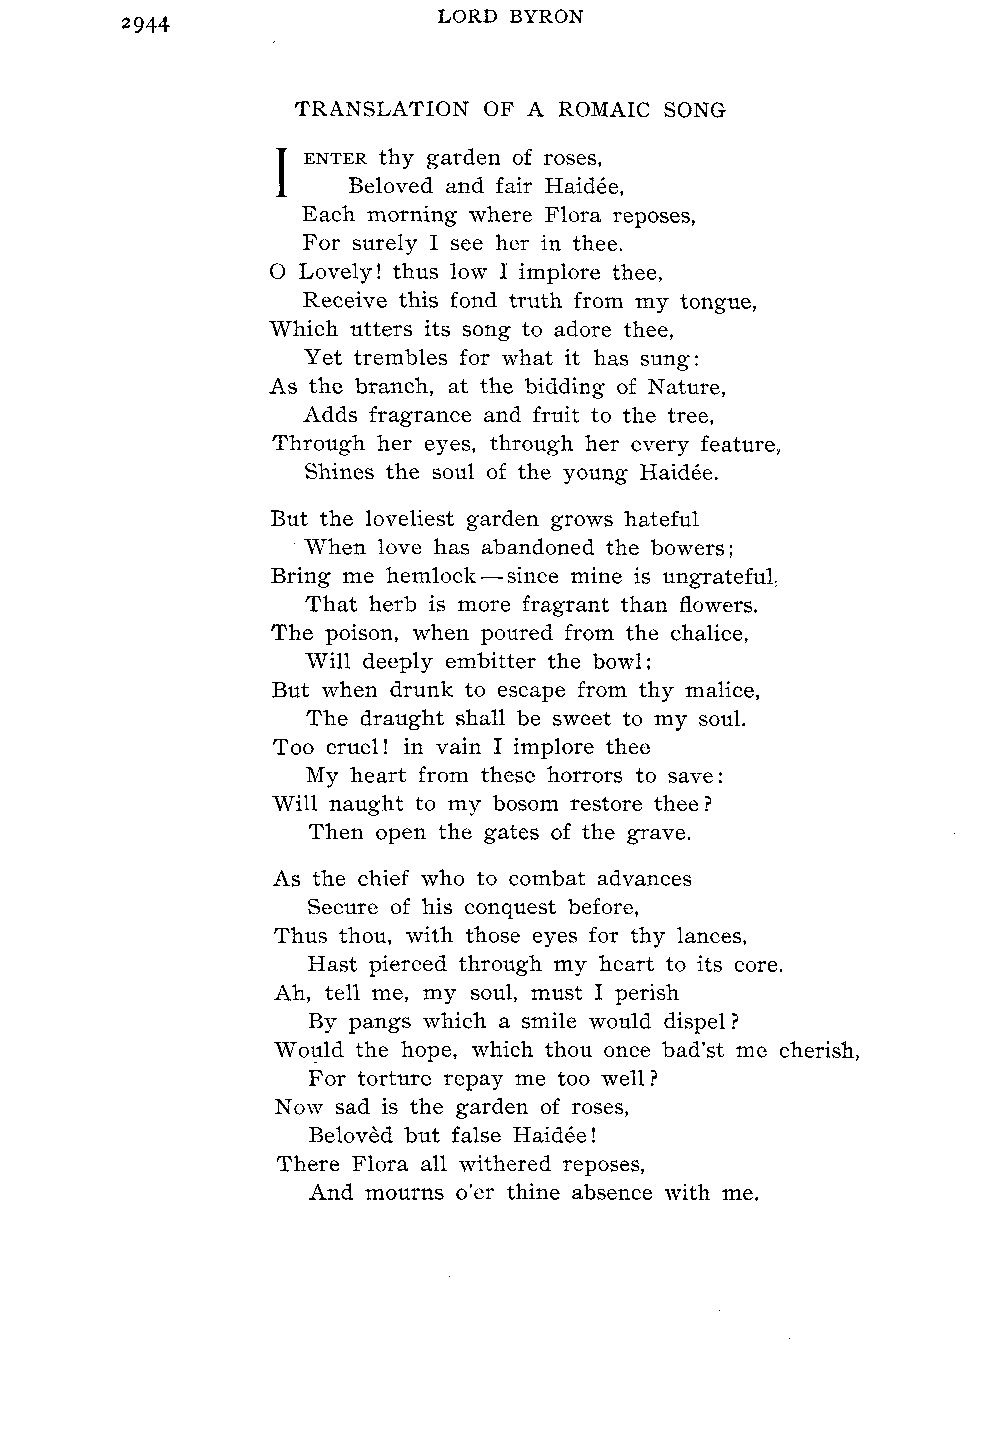 2944
LORD BYRON
TRANSLATION OF A ROMAIC SONG
I ENTER thy garden of roses,
Beloved and fair Haidée,
Each morning where Flora reposes,
For surely I see her in thee.
O Lovely! thus low I implore thee,
Receive this fond truth from my tongue,
Which utters its song to adore thee,
Yet trembles for what it has sung:
As the branch, at the bidding of Nature,
Adds fragrance and fruit to the tree,
Through her eyes, through her every feature,
Shines the soul of the young Haidée.
But the loveliest garden grows hateful
When love has abandoned the bowers;
Bring me hemlock—since mine is ungrateful,
That herb is more fragrant than flowers.
The poison, when poured from the chalice,
Will deeply embitter the bowl;
But when drunk to escape from thy malice,
The draught shall be sweet to my soul.
Too cruel! in vain I implore thee
My heart from these horrors to save:
Will naught to my bosom restore thee?
Then open the gates of the grave.
As the chief who to combat advances
Secure of his conquest before,
Thus thou, with those eyes for thy lances,
Hast pierced through my heart to its core.
Ah, tell me, my soul, must I perish
By pangs which a smile would dispel?
Would the hope, which thou once bad'st me cherish,
For torture repay me too well?
Now sad is the garden of roses,
Belovèd but false Haidée!
There Flora all withered reposes,
And mourns o'er thine absence with me.